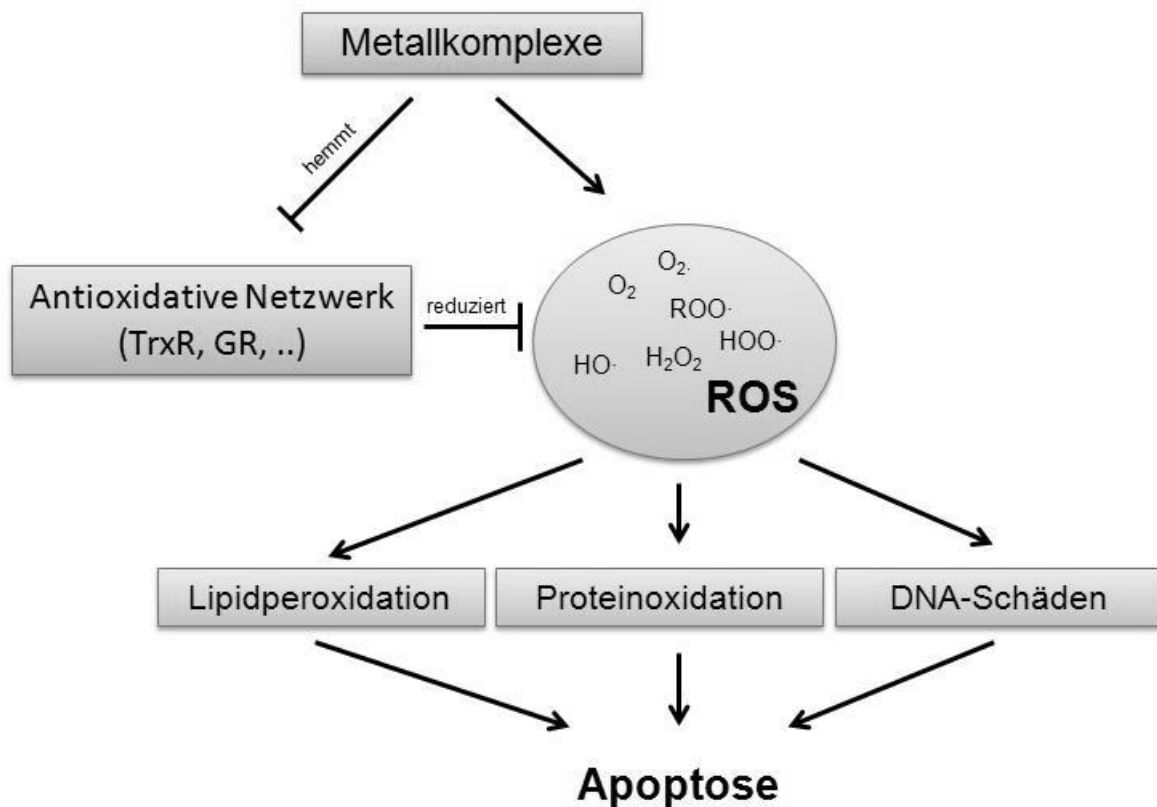 Metallkomplexe
hemmt
Antioxidative Netzwerk
(TrxR, GR, ..)
reduziert
O₂.
O₂
ROO·
HOO·
HO·
H₂O₂
ROS
Lipidperoxidation
Proteinoxidation
DNA-Schäden
Apoptose